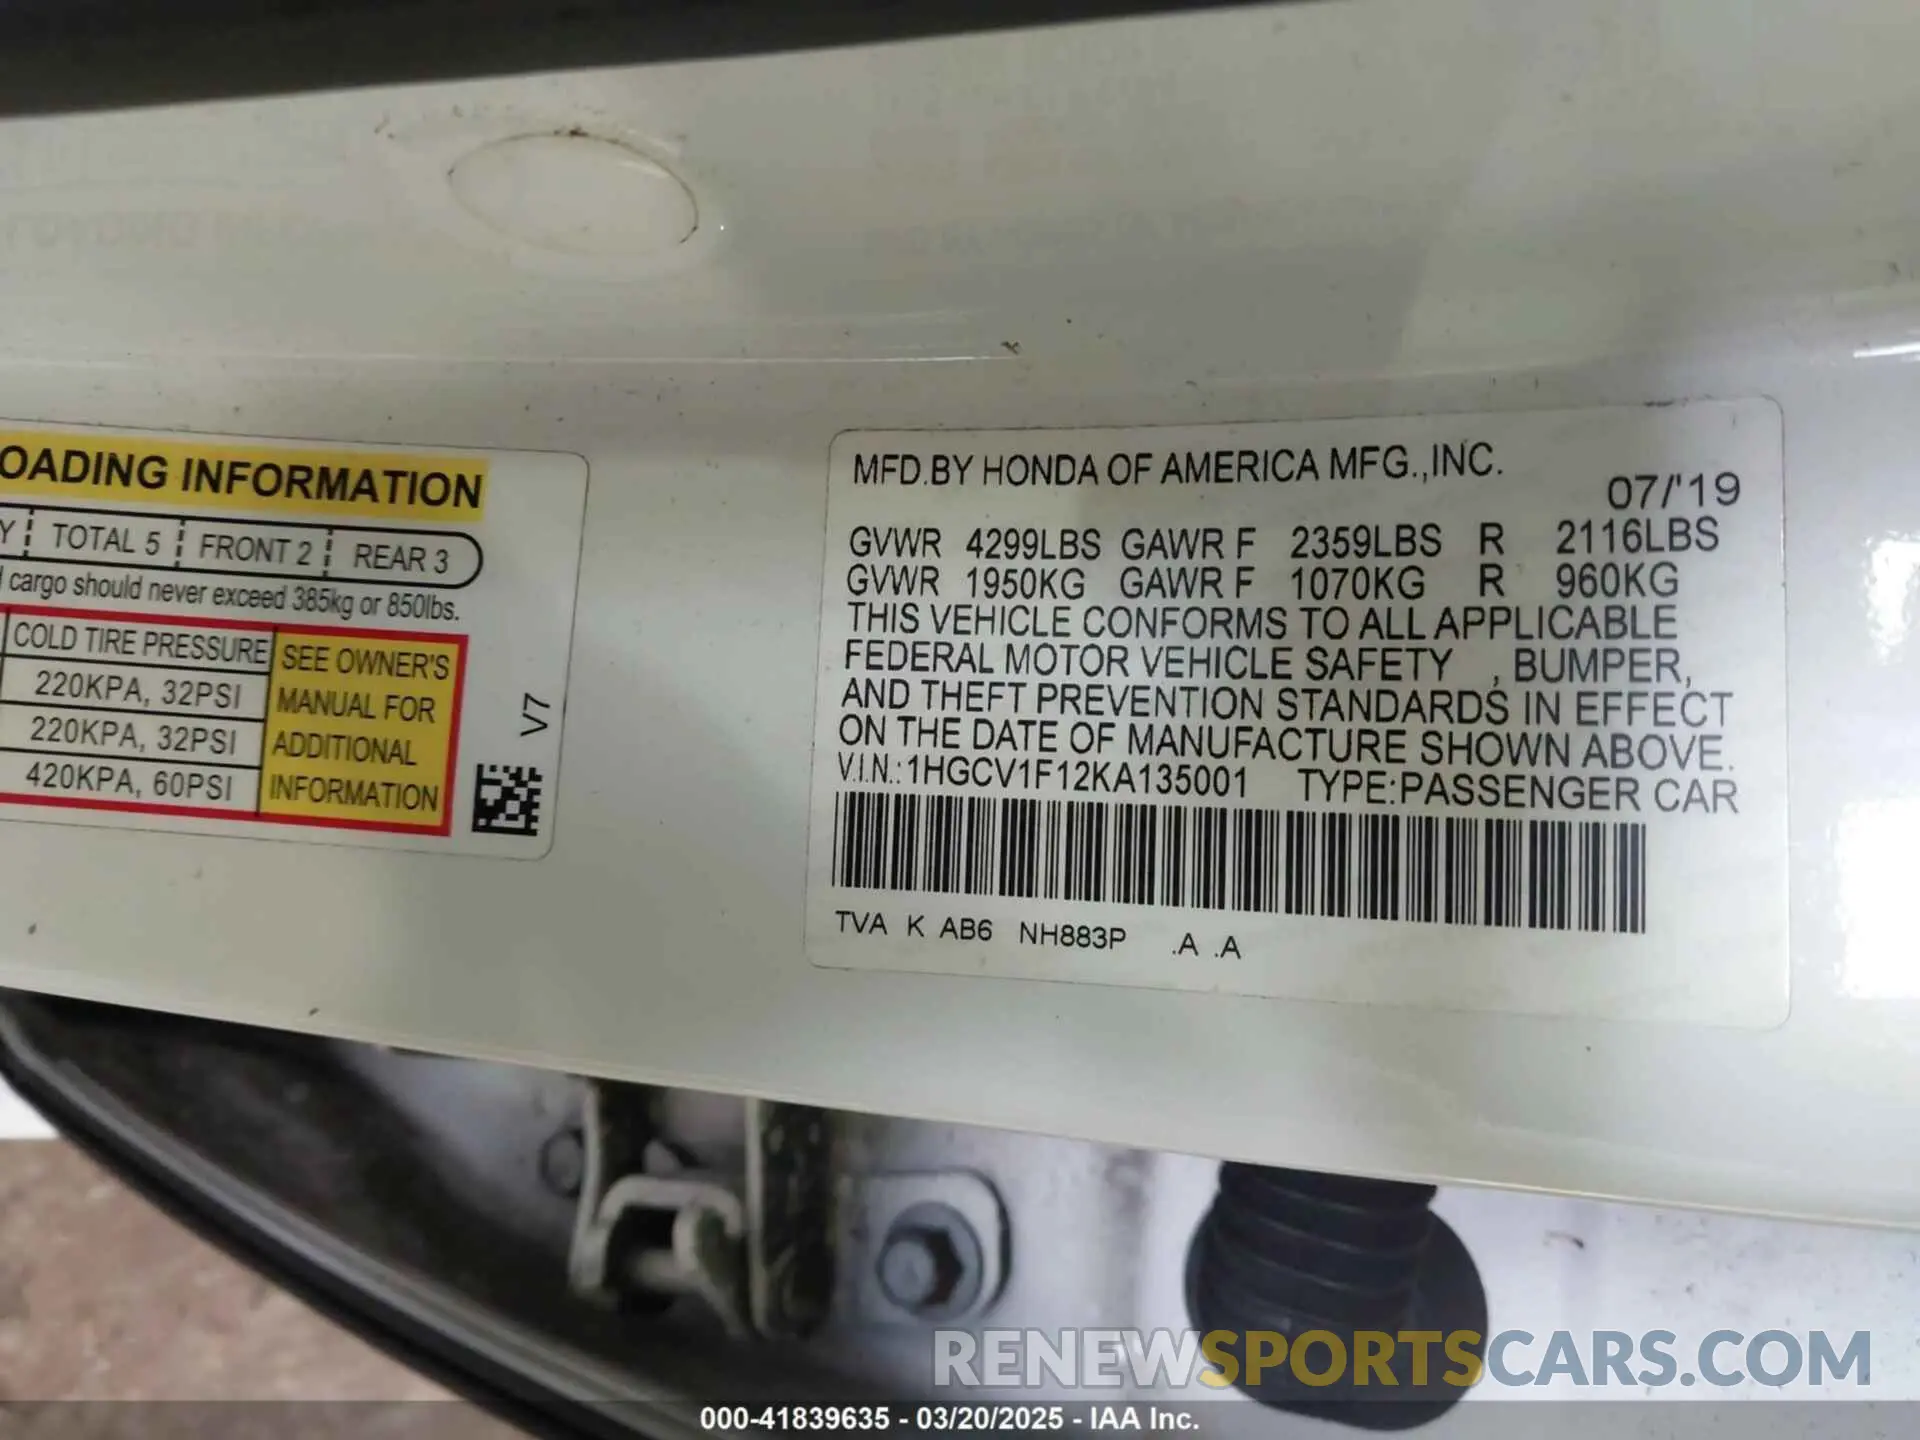 OADING INFORMATION
Y TOTAL 5 FRONT 2 REAR 3
cargo should never exceed 385kg or 850lbs.
COLD TIRE PRESSURE
220KPA, 32PSI
220KPA, 32PSI
420KPA, 60PSI
SEE OWNER'S
MANUAL FOR
ADDITIONAL
INFORMATION
V7
MFD.BY HONDA OF AMERICA MFG.,INC.
07/'19
GVWR 4299LBS GAWR F 2359LBS R 2116LBS
GVWR 1950KG GAWR F 1070KG R 960KG
THIS VEHICLE CONFORMS TO ALL APPLICABLE
FEDERAL MOTOR VEHICLE SAFETY , BUMPER,
AND THEFT PREVENTION STANDARDS IN EFFECT
ON THE DATE OF MANUFACTURE SHOWN ABOVE.
V.I.N.: 1HGCV1F12KA135001 TYPE:PASSENGER CAR
TVA K AB6 NH883P .A .A
RENEWSPORTSCARS.COM
000-41839635 - 03/20/2025 - IAA Inc.